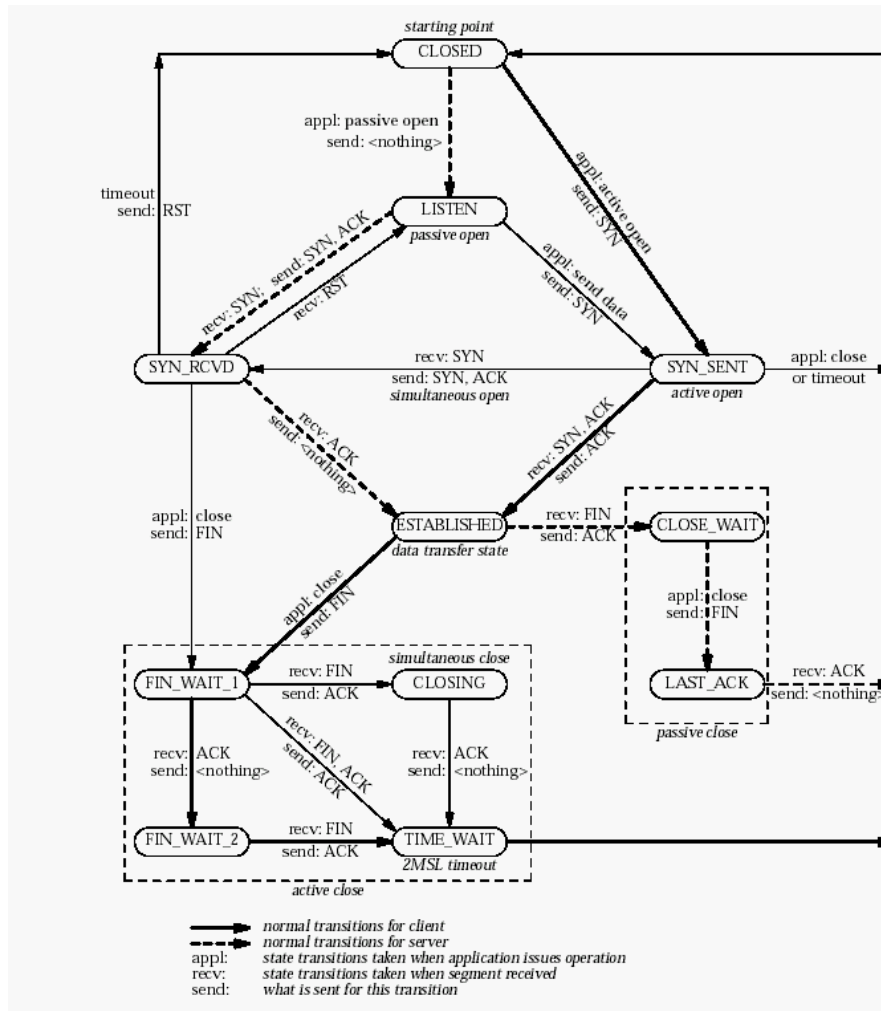 starting point
CLOSED
appl: passive open
send: <nothing>
appl: active open
send: SYN
timeout
send: RST
LISTEN
passive open
recv: SYN; send: SYN, ACK
recv: RST
appl: send data
send: SYN
SYN_RCVD
recv: SYN
send: SYN, ACK
simultaneous open
SYN_SENT
active open
appl: close
or timeout
recv: ACK
send: <nothing>
recv: SYN, ACK
send: ACK
appl: close
send: FIN
ESTABLISHED
data transfer state
recv: FIN
send: ACK
CLOSE_WAIT
appl: close
send: FIN
appl: close
send: FIN
simultaneous close
FIN_WAIT_1
recv: FIN
send: ACK
CLOSING
LAST_ACK
recv: ACK
send: <nothing>
passive close
recv: ACK
send: <nothing>
recv: FIN, ACK
send: ACK
recv: ACK
send: <nothing>
FIN_WAIT_2
recv: FIN
send: ACK
TIME_WAIT
2MSL timeout
active close
normal transitions for client
normal transitions for server
appl: state transitions taken when application issues operation
recv: state transitions taken when segment received
send: what is sent for this transition